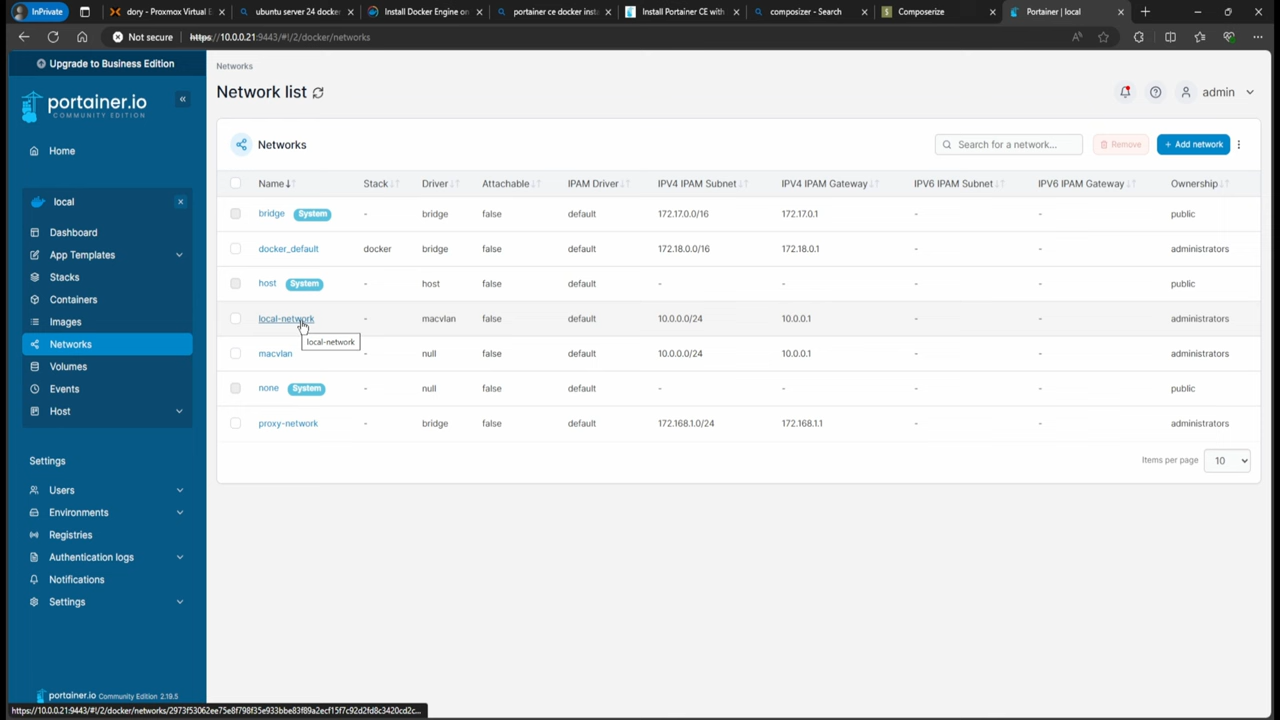 InPrivate
dory - Proxmox Virtual E
ubuntu server 24 docker
Install Docker Engine on
portainer ce docker inst
Install Portainer CE with
composizer - Search
Composerize
Portainer | local
Not secure
https://10.0.0.21:9443/#!/2/docker/networks
Upgrade to Business Edition
portainer.io
COMMUNITY EDITION
Home
local
Dashboard
App Templates
Stacks
Containers
Images
Networks
Volumes
Events
Host
Settings
Users
Environments
Registries
Authentication logs
Notifications
Settings
portainer.io Community Edition 2.19.5
Networks
Network list
admin
Networks
Search for a network...
Remove
+ Add network
Name Stack Driver Attachable IPAM Driver IPV4 IPAM Subnet IPV4 IPAM Gateway IPV6 IPAM Subnet IPV6 IPAM Gateway Ownership
bridge System - bridge false default 172.17.0.0/16 172.17.0.1 - - public
docker_default docker bridge false default 172.18.0.0/16 172.18.0.1 - - administrators
host System - host false default - - - - public
local-network - macvlan false default 10.0.0.0/24 10.0.0.1 - - administrators
local-network
macvlan - null false default 10.0.0.0/24 10.0.0.1 - - administrators
none System - null false default - - - - public
proxy-network - bridge false default 172.168.1.0/24 172.168.1.1 - - administrators
Items per page 10
https://10.0.0.21:9443/#!/2/docker/networks/2973f53062ee75e8f798f35e933bbe83f89a2ecf15f7c92d2fd8c3420cd2c...